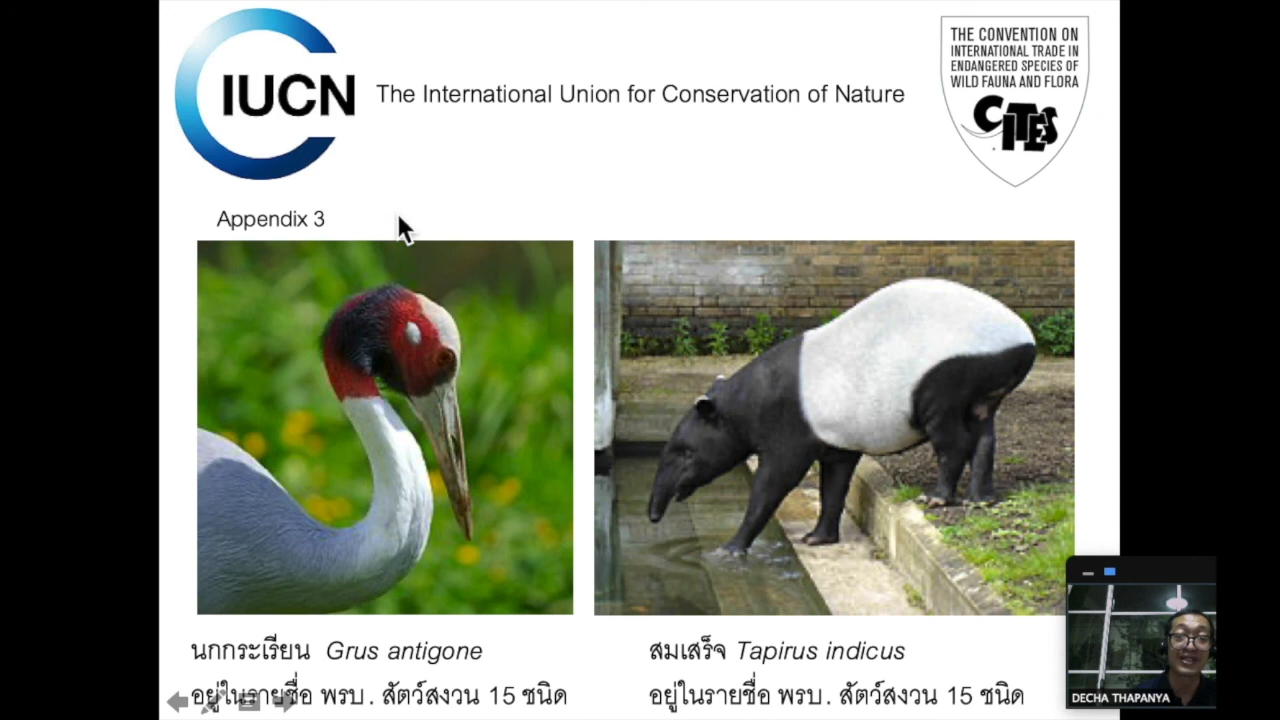 IUCN
The International Union for Conservation of Nature
THE CONVENTION ON
INTERNATIONAL TRADE IN
ENDANGERED SPECIES OF
WILD FAUNA AND FLORA
CITES
Appendix 3
นกกระเรียน Grus antigone
อยู่ในรายชื่อ พรบ. สัตว์สงวน 15 ชนิด
สมเสร็จ Tapirus indicus
อยู่ในรายชื่อ พรบ. สัตว์สงวน 15 ชนิด
DECHA THAPANYA